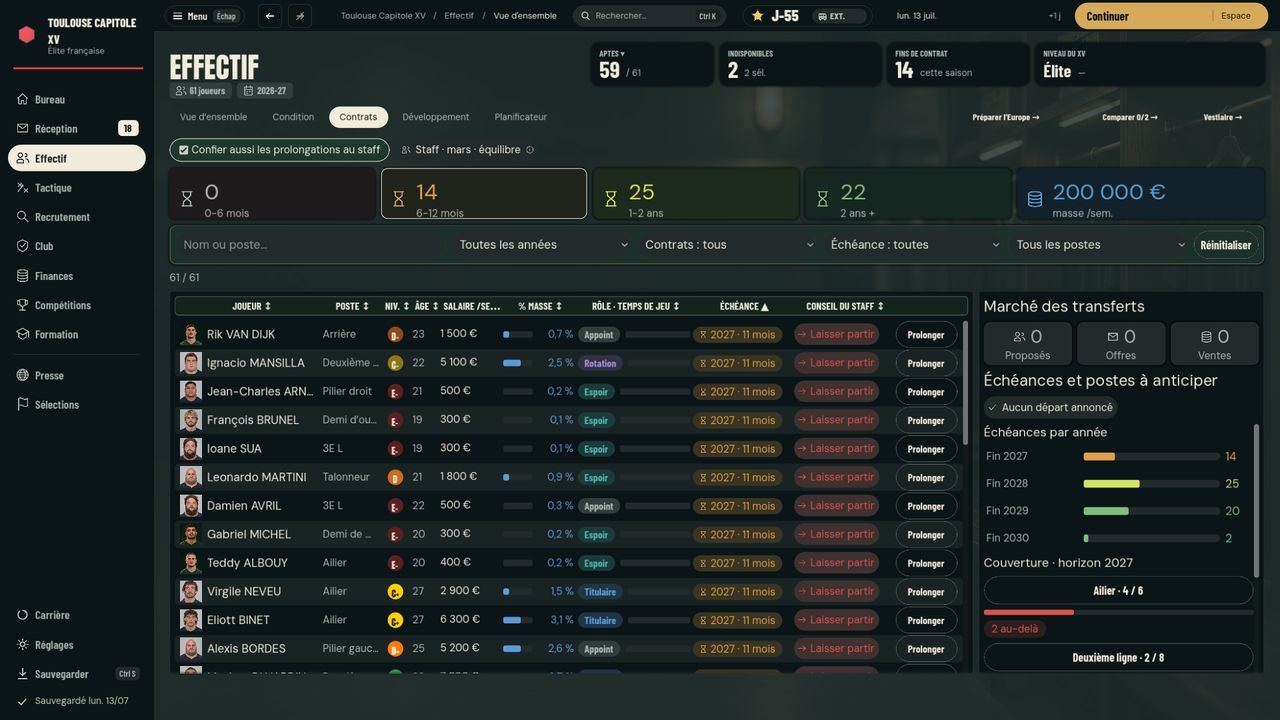 TOULOUSE CAPITOLE
XV
Élite française
Bureau
Réception 18
Effectif
Tactique
Recrutement
Club
Finances
Compétitions
Formation
Presse
Sélections
Carrière
Réglages
Sauvegarder Ctrl S
Sauvegardé lun. 13/07
Menu Échap
Toulouse Capitole XV / Effectif / Vue d'ensemble
Rechercher... Ctrl K
J-55 EXT.
lun. 13 juil.
+1 j
Continuer Espace
EFFECTIF
61 joueurs 2026-27
APTES ▾
59 / 61
INDISPONIBLES
2 2 sél.
FINS DE CONTRAT
14 cette saison
NIVEAU DU XV
Élite –
Vue d'ensemble Condition Contrats Développement Planificateur
Préparer l'Europe → Comparer 0/2 → Vestiaire →
Confier aussi les prolongations au staff Staff · mars · équilibre
0
0-6 mois
14
6-12 mois
25
1-2 ans
22
2 ans +
200 000 €
masse /sem.
Nom ou poste... Toutes les années Contrats : tous Échéance : toutes Tous les postes Réinitialiser
61 / 61
JOUEUR ↕ POSTE ↕ NIV. ↕ ÂGE ↕ SALAIRE /SE... % MASSE ↕ RÔLE · TEMPS DE JEU ↕ ÉCHÉANCE ▲ CONSEIL DU STAFF ↕
Rik VAN DIJK Arrière D- 23 1 500 € 0,7 % Appoint 2027 · 11 mois → Laisser partir Prolonger
Ignacio MANSILLA Deuxième ... C- 22 5 100 € 2,5 % Rotation 2027 · 11 mois → Laisser partir Prolonger
Jean-Charles ARN... Pilier droit E- 21 500 € 0,2 % Espoir 2027 · 11 mois → Laisser partir Prolonger
François BRUNEL Demi d'ou... E- 19 300 € 0,1 % Espoir 2027 · 11 mois → Laisser partir Prolonger
Ioane SUA 3E L E- 19 300 € 0,1 % Espoir 2027 · 11 mois → Laisser partir Prolonger
Leonardo MARTINI Talonneur D 21 1 800 € 0,9 % Espoir 2027 · 11 mois → Laisser partir Prolonger
Damien AVRIL 3E L E- 22 500 € 0,3 % Appoint 2027 · 11 mois → Laisser partir Prolonger
Gabriel MICHEL Demi de ... E- 20 300 € 0,2 % Espoir 2027 · 11 mois → Laisser partir Prolonger
Teddy ALBOUY Ailier E- 20 400 € 0,2 % Espoir 2027 · 11 mois → Laisser partir Prolonger
Virgile NEVEU Ailier C+ 27 2 900 € 1,5 % Titulaire 2027 · 11 mois → Laisser partir Prolonger
Eliott BINET Ailier C+ 27 6 300 € 3,1 % Titulaire 2027 · 11 mois → Laisser partir Prolonger
Alexis BORDES Pilier gauc... D+ 25 5 200 € 2,6 % Appoint 2027 · 11 mois → Laisser partir Prolonger
Marché des transferts
0 0 0
Proposés Offres Ventes
Échéances et postes à anticiper
Aucun départ annoncé
Échéances par année
Fin 2027 14
Fin 2028 25
Fin 2029 20
Fin 2030 2
Couverture · horizon 2027
Ailier · 4 / 6
2 au-delà
Deuxième ligne · 2 / 8